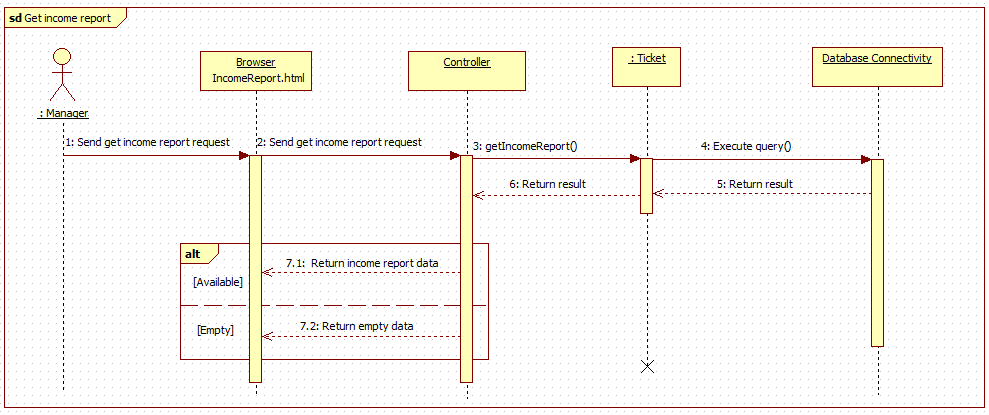 sd Get income report
: Manager
Browser
IncomeReport.html
Controller
: Ticket
Database Connectivity
1: Send get income report request
2: Send get income report request
3: getIncomeReport()
4: Execute query()
5: Return result
6: Return result
alt
7.1: Return income report data
[Available]
7.2: Return empty data
[Empty]